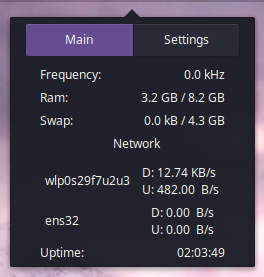 Main Settings
Frequency: 0.0 kHz
Ram: 3.2 GB / 8.2 GB
Swap: 0.0 kB / 4.3 GB
Network
wlp0s29f7u2u3 D: 12.74 KB/s
U: 482.00 B/s
ens32 D: 0.00 B/s
U: 0.00 B/s
Uptime: 02:03:49